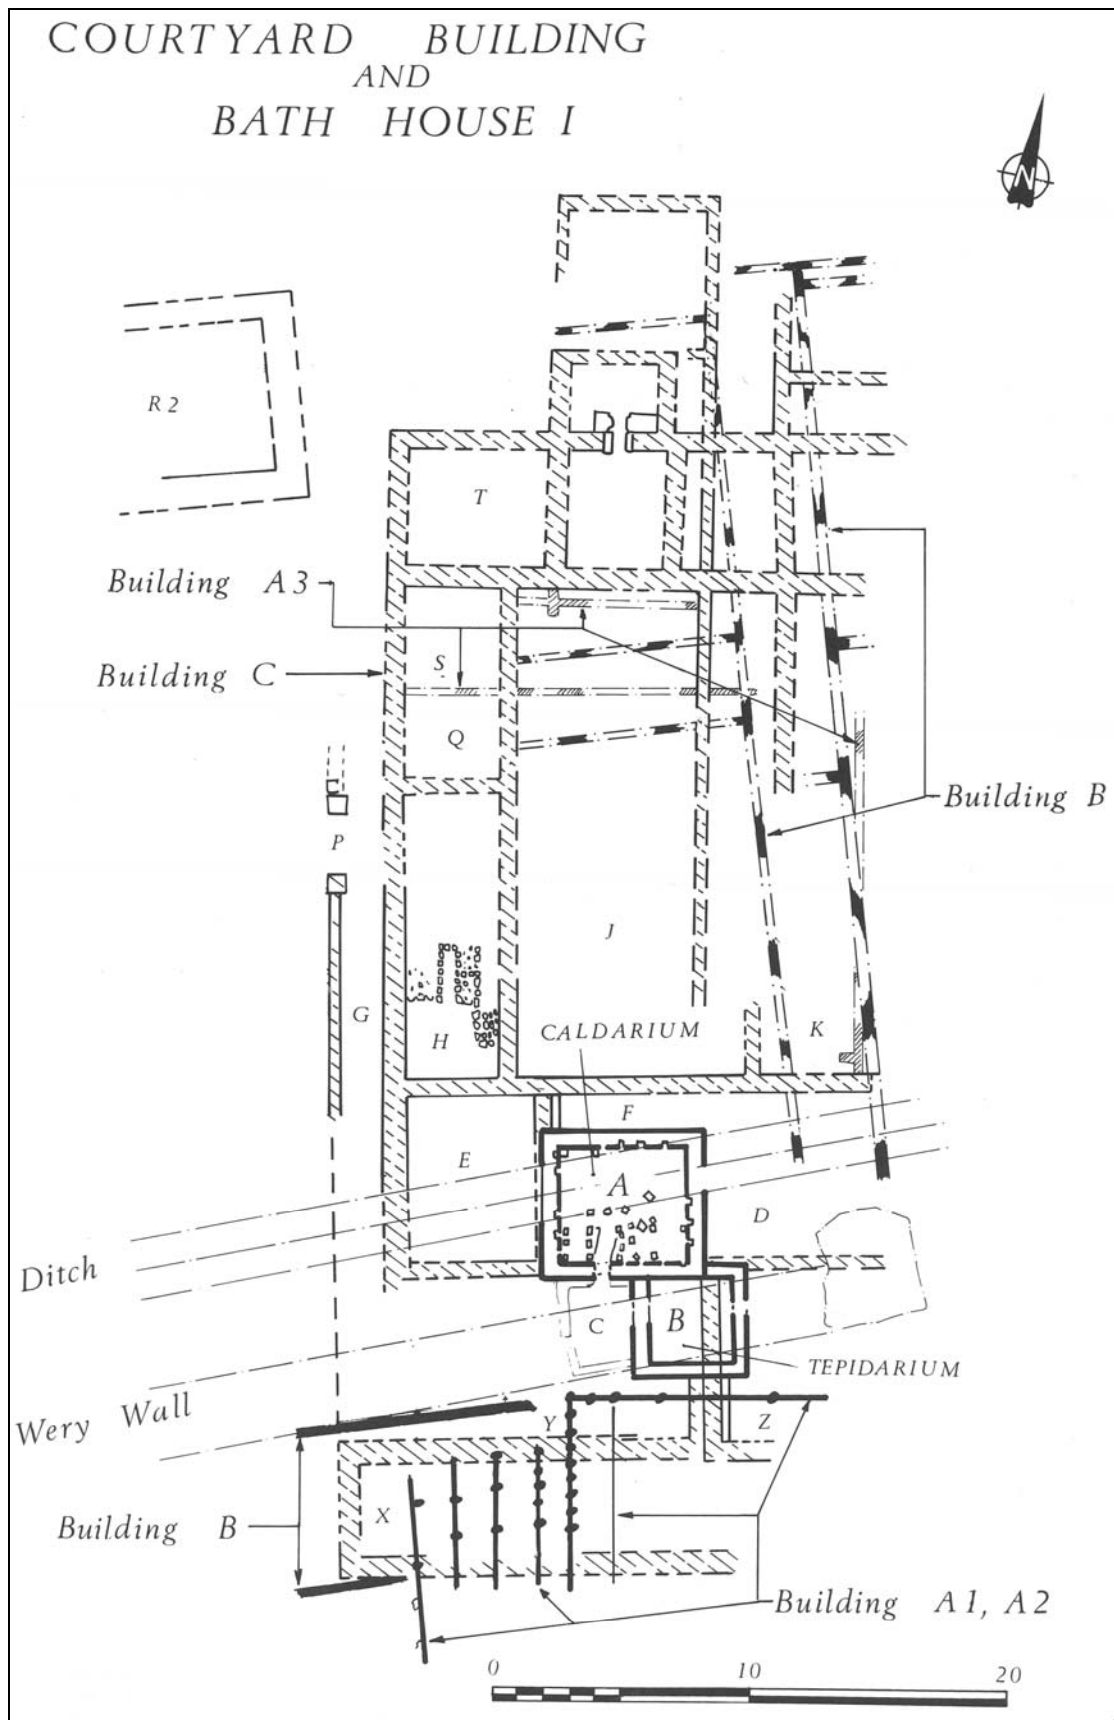 COURTYARD BUILDING
AND
BATH HOUSE I
N
R2
T
Building A3
Building C
S
Q
Building B
P
J
G
H
CALDARIUM
K
F
E
A
D
Ditch
C
B
TEPIDARIUM
Wery Wall
Y
Z
X
Building B
Building A1, A2
0
10
20